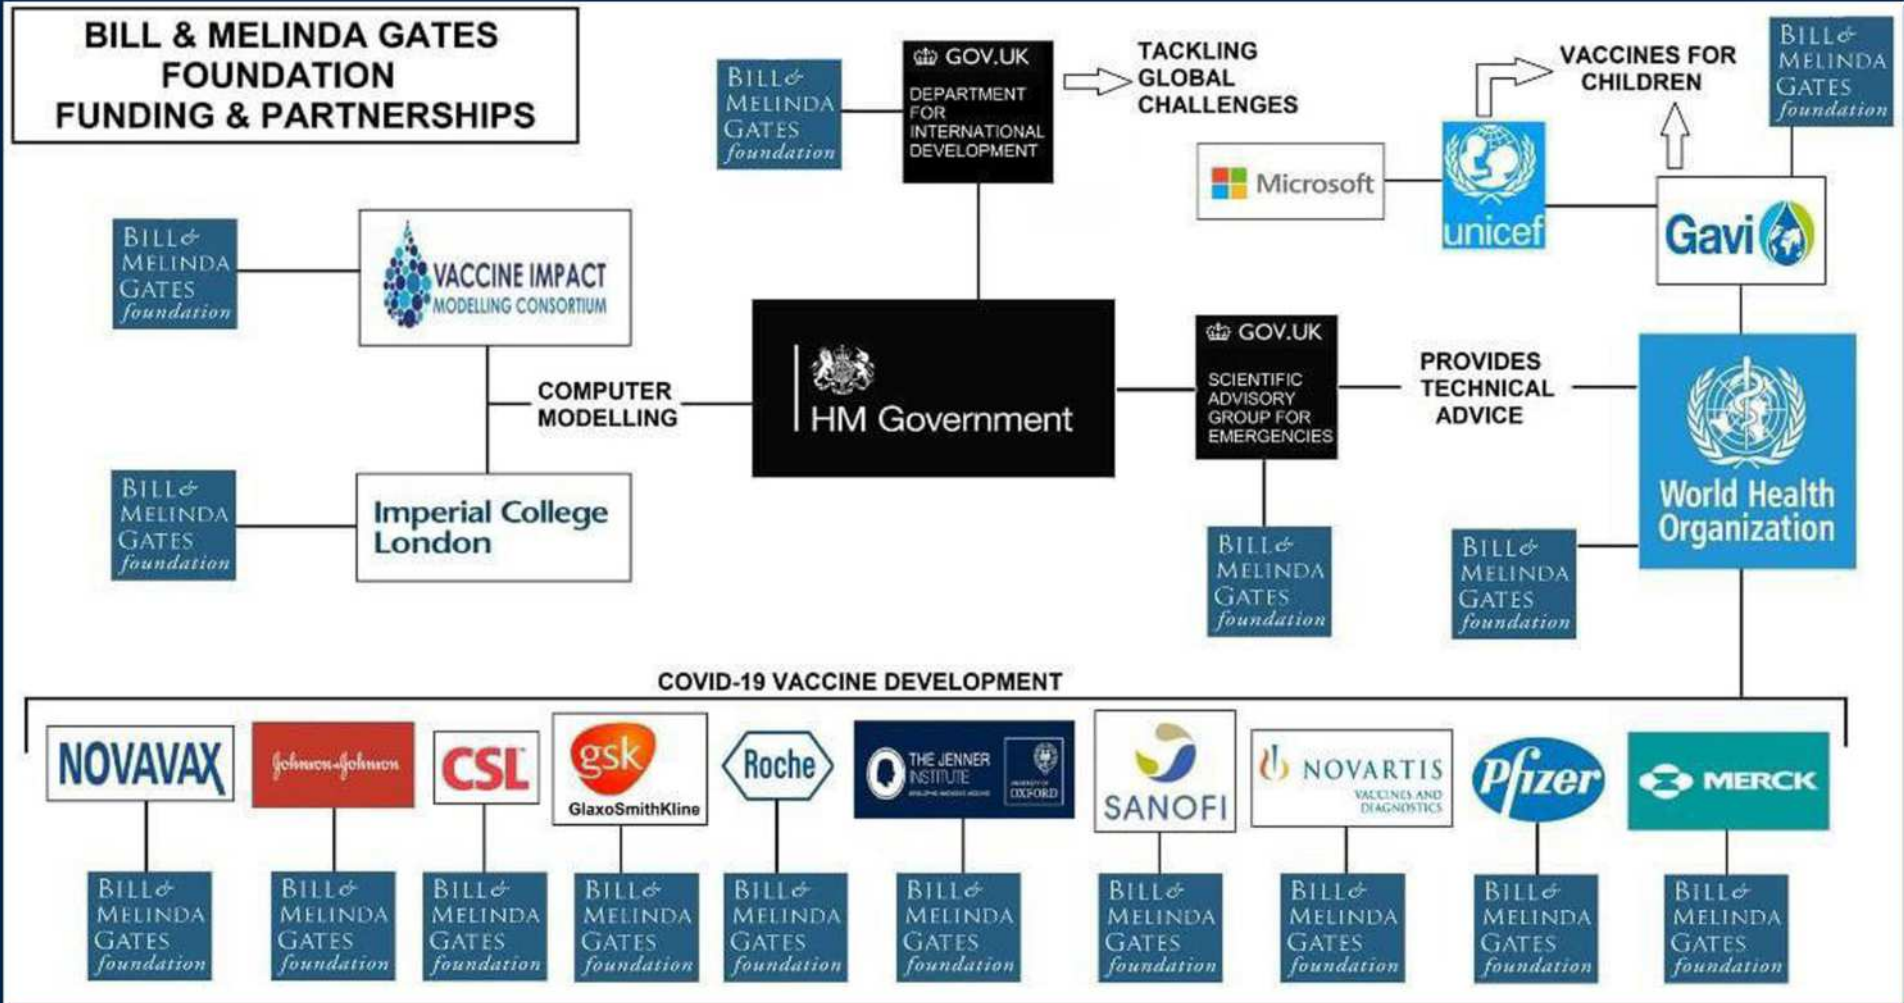 BILL & MELINDA GATES
FOUNDATION
FUNDING & PARTNERSHIPS
BILL &
MELINDA
GATES
foundation
GOV.UK
DEPARTMENT
FOR
INTERNATIONAL
DEVELOPMENT
TACKLING
GLOBAL
CHALLENGES
VACCINES FOR
CHILDREN
BILL &
MELINDA
GATES
foundation
Microsoft
unicef
Gavi
BILL &
MELINDA
GATES
foundation
VACCINE IMPACT
MODELLING CONSORTIUM
COMPUTER
MODELLING
HM Government
GOV.UK
SCIENTIFIC
ADVISORY
GROUP FOR
EMERGENCIES
PROVIDES
TECHNICAL
ADVICE
World Health
Organization
BILL &
MELINDA
GATES
foundation
Imperial College
London
BILL &
MELINDA
GATES
foundation
BILL &
MELINDA
GATES
foundation
COVID-19 VACCINE DEVELOPMENT
NOVAVAX
Johnson & Johnson
CSL
gsk
GlaxoSmithKline
Roche
THE JENNER
INSTITUTE
UNIVERSITY OF
OXFORD
SANOFI
NOVARTIS
VACCINES AND
DIAGNOSTICS
Pfizer
MERCK
BILL &
MELINDA
GATES
foundation
BILL &
MELINDA
GATES
foundation
BILL &
MELINDA
GATES
foundation
BILL &
MELINDA
GATES
foundation
BILL &
MELINDA
GATES
foundation
BILL &
MELINDA
GATES
foundation
BILL &
MELINDA
GATES
foundation
BILL &
MELINDA
GATES
foundation
BILL &
MELINDA
GATES
foundation
BILL &
MELINDA
GATES
foundation